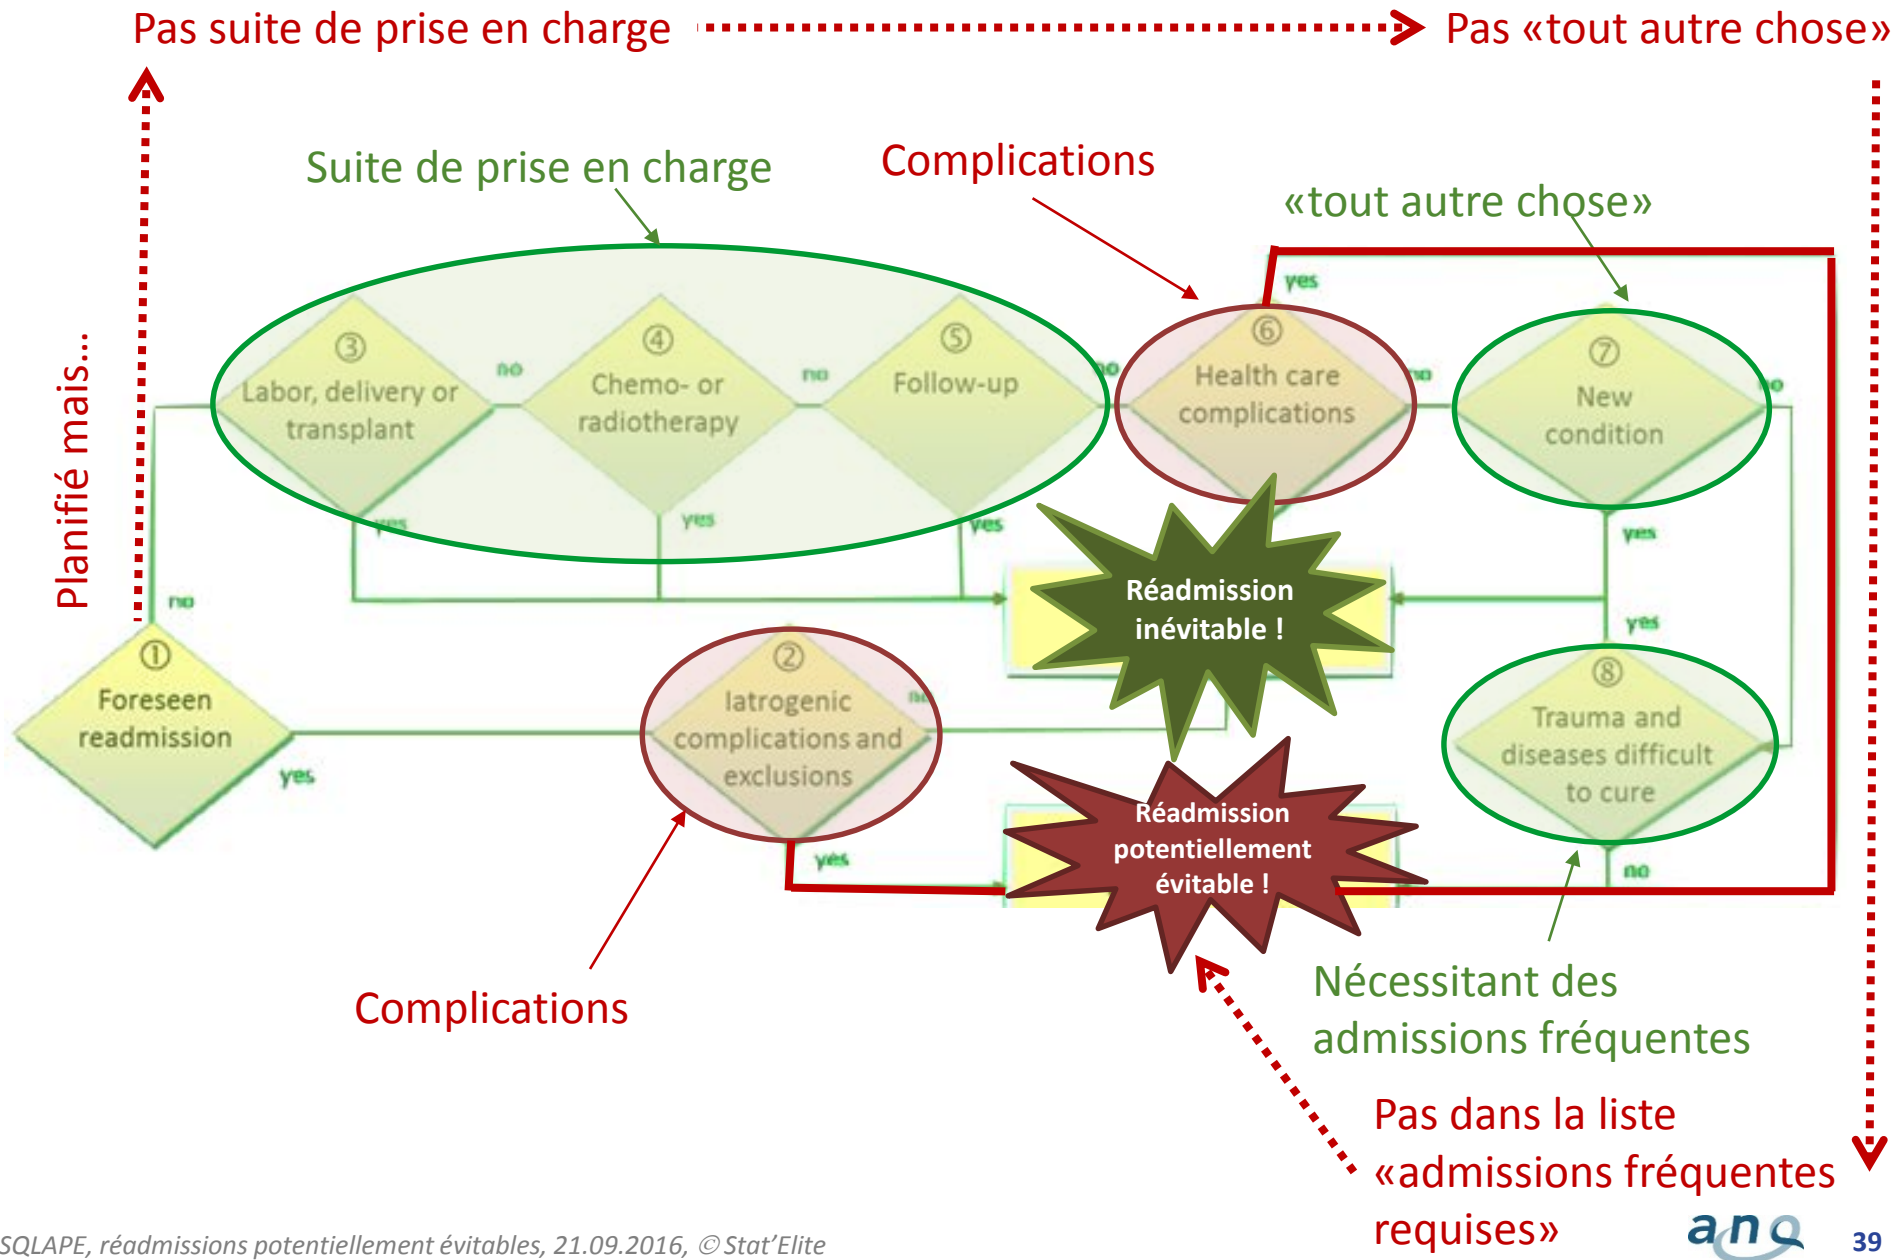 Pas suite de prise en charge
Pas «tout autre chose»
Suite de prise en charge
Complications
«tout autre chose»
Planifié mais...
yes
③
Labor, delivery or
transplant
no
④
Chemo- or
radiotherapy
no
⑤
Follow-up
no
⑥
Health care
complications
no
⑦
New
condition
no
yes
yes
yes
yes
no
Réadmission
inévitable !
yes
①
Foreseen
readmission
yes
②
Iatrogenic
complications and
exclusions
no
yes
⑧
Trauma and
diseases difficult
to cure
no
Réadmission
potentiellement
évitable !
Complications
Nécessitant des
admissions fréquentes
Pas dans la liste
«admissions fréquentes
requises»
SQLAPE, réadmissions potentiellement évitables, 21.09.2016, © Stat'Elite
anq
39